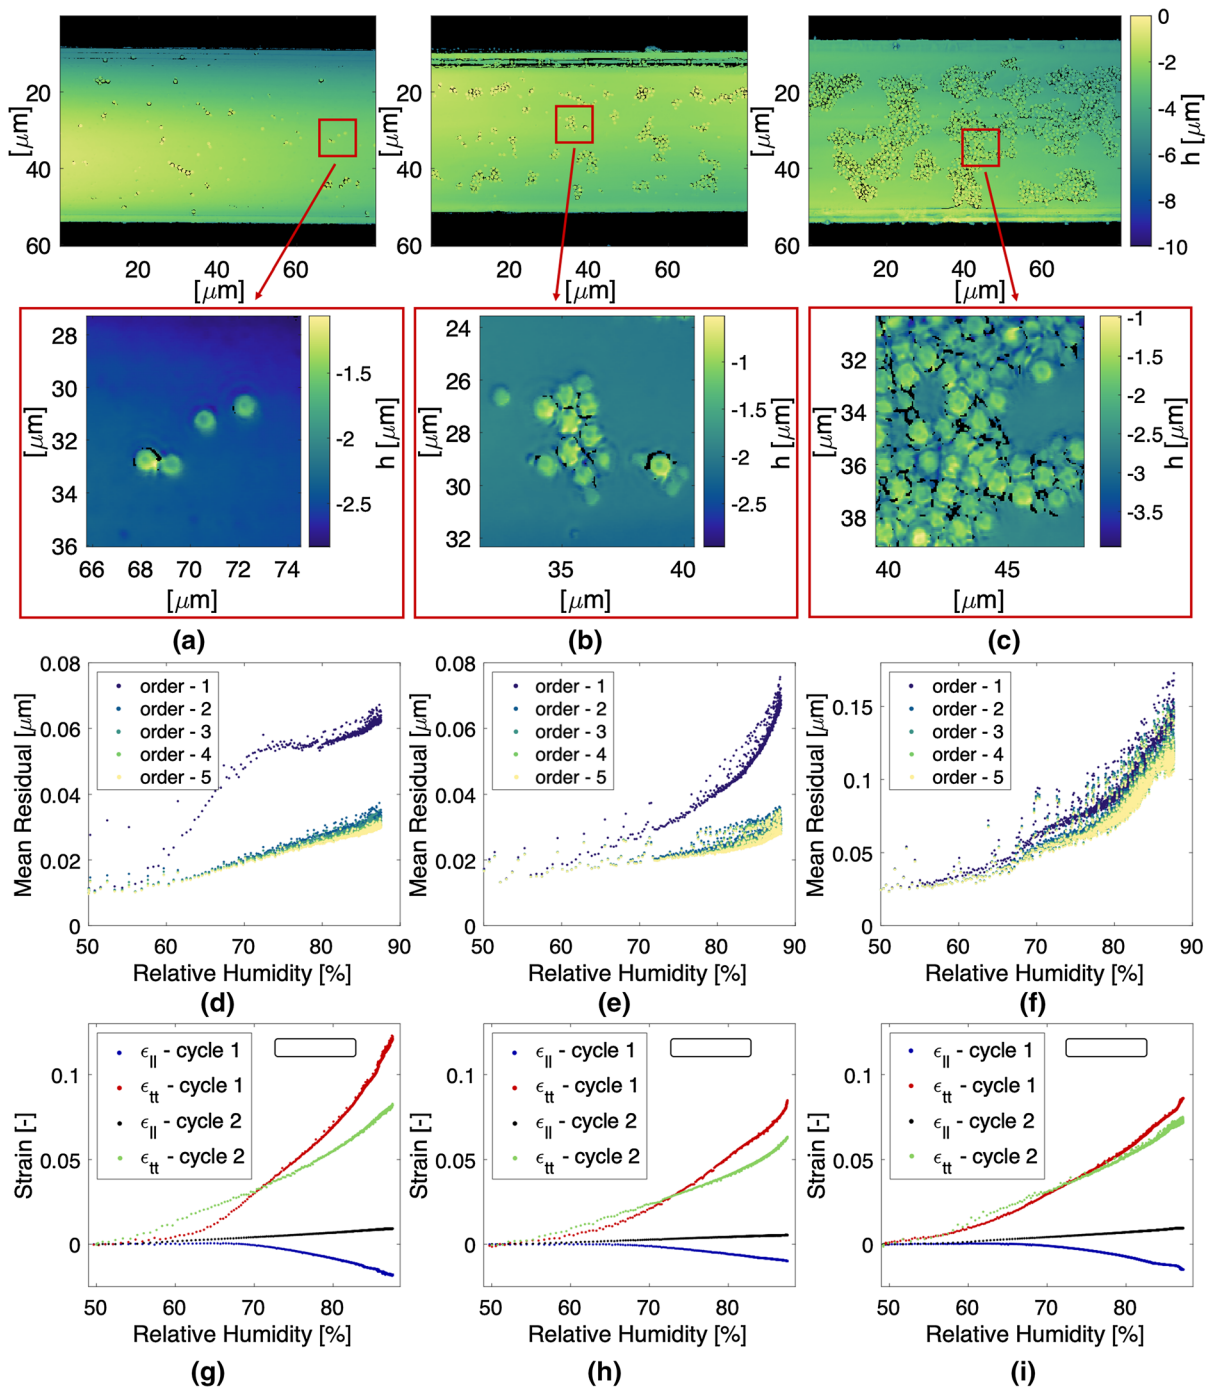 0
-2
-4
-6
-8
-10
h [μm]
20
40
60
[μm]
20 40 60
[μm]
20
40
60
[μm]
20 40 60
[μm]
20
40
60
[μm]
20 40 60
[μm]
28
30
32
34
36
[μm]
66 68 70 72 74
[μm]
-1.5
-2
-2.5
h [μm]
(a)
24
26
28
30
32
[μm]
35 40
[μm]
-1
-1.5
-2
h [μm]
(b)
32
34
36
38
[μm]
40 45
[μm]
-1
-1.5
-2
-2.5
-3
-3.5
h [μm]
(c)
0.08
0.06
0.04
0.02
0
Mean Residual [μm]
order - 1
order - 2
order - 3
order - 4
order - 5
50 60 70 80 90
Relative Humidity [%]
(d)
0.08
0.06
0.04
0.02
0
Mean Residual [μm]
order - 1
order - 2
order - 3
order - 4
order - 5
50 60 70 80 90
Relative Humidity [%]
(e)
0.15
0.1
0.05
0
Mean Residual [μm]
order - 1
order - 2
order - 3
order - 4
order - 5
50 60 70 80 90
Relative Humidity [%]
(f)
0.1
0.05
0
Strain [-]
ϵll - cycle 1
ϵtt - cycle 1
ϵll - cycle 2
ϵtt - cycle 2
50 60 70 80
Relative Humidity [%]
(g)
0.1
0.05
0
Strain [-]
ϵll - cycle 1
ϵtt - cycle 1
ϵll - cycle 2
ϵtt - cycle 2
50 60 70 80
Relative Humidity [%]
(h)
0.1
0.05
0
Strain [-]
ϵll - cycle 1
ϵtt - cycle 1
ϵll - cycle 2
ϵtt - cycle 2
50 60 70 80
Relative Humidity [%]
(i)